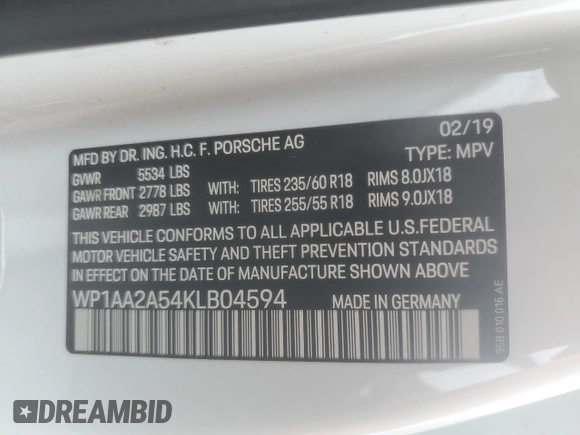 MFD BY DR. ING. H.C. F. PORSCHE AG 02/19
GVWR 5534 LBS TYPE: MPV
GAWR FRONT 2778 LBS WITH: TIRES 235/60 R18 RIMS 8.0JX18
GAWR REAR 2987 LBS WITH: TIRES 255/55 R18 RIMS 9.0JX18
THIS VEHICLE CONFORMS TO ALL APPLICABLE U.S.FEDERAL
MOTOR VEHICLE SAFETY AND THEFT PREVENTION STANDARDS
IN EFFECT ON THE DATE OF MANUFACTURE SHOWN ABOVE.
WP1AA2A54KLB04594 MADE IN GERMANY
95B 010 016 AE
DREAMBID